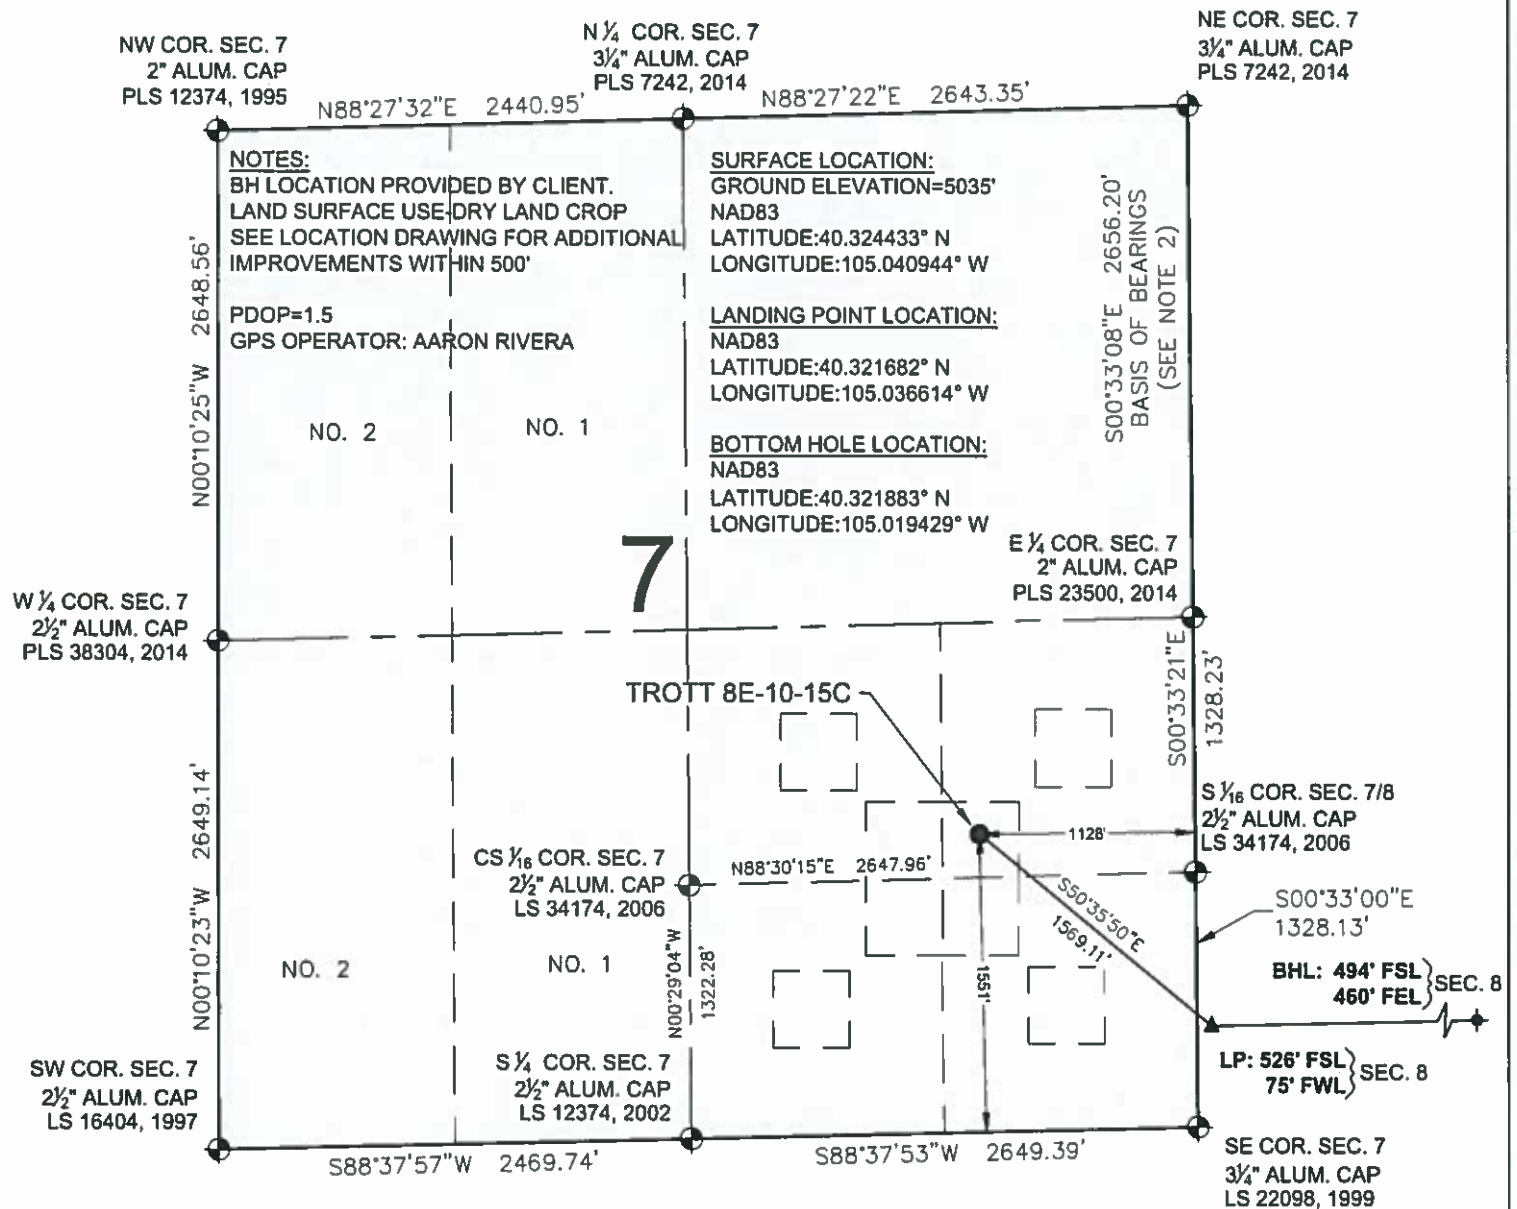 NW COR. SEC. 7
2" ALUM. CAP
PLS 12374, 1995
N ¼ COR. SEC. 7
3¼" ALUM. CAP
PLS 7242, 2014
NE COR. SEC. 7
3¼" ALUM. CAP
PLS 7242, 2014
N88°27'32"E 2440.95'
N88°27'22"E 2643.35'
NOTES:
BH LOCATION PROVIDED BY CLIENT.
LAND SURFACE USE-DRY LAND CROP
SEE LOCATION DRAWING FOR ADDITIONAL
IMPROVEMENTS WITHIN 500'
PDOP=1.5
GPS OPERATOR: AARON RIVERA
SURFACE LOCATION:
GROUND ELEVATION=5035'
NAD83
LATITUDE:40.324433° N
LONGITUDE:105.040944° W
LANDING POINT LOCATION:
NAD83
LATITUDE:40.321682° N
LONGITUDE:105.036614° W
BOTTOM HOLE LOCATION:
NAD83
LATITUDE:40.321883° N
LONGITUDE:105.019429° W
S00°33'08"E 2656.20'
BASIS OF BEARINGS
(SEE NOTE 2)
N00°10'25"W 2648.56'
NO. 2
NO. 1
7
E ¼ COR. SEC. 7
2" ALUM. CAP
PLS 23500, 2014
W ¼ COR. SEC. 7
2½" ALUM. CAP
PLS 38304, 2014
S00°33'21"E
1328.23'
TROTT 8E-10-15C
S 1⁄16 COR. SEC. 7/8
2½" ALUM. CAP
LS 34174, 2006
1128'
CS 1⁄16 COR. SEC. 7
2½" ALUM. CAP
LS 34174, 2006
N88°30'15"E 2647.96'
N00°10'23"W 2649.14'
S50°35'50"E
1569.11'
S00°33'00"E
1328.13'
NO. 2
NO. 1
N00°29'04"W
1322.28'
1551'
BHL: 494' FSL
460' FEL
SEC. 8
LP: 526' FSL
75' FWL
SEC. 8
SW COR. SEC. 7
2½" ALUM. CAP
LS 16404, 1997
S ¼ COR. SEC. 7
2½" ALUM. CAP
LS 12374, 2002
S88°37'57"W 2469.74'
S88°37'53"W 2649.39'
SE COR. SEC. 7
3¼" ALUM. CAP
LS 22098, 1999